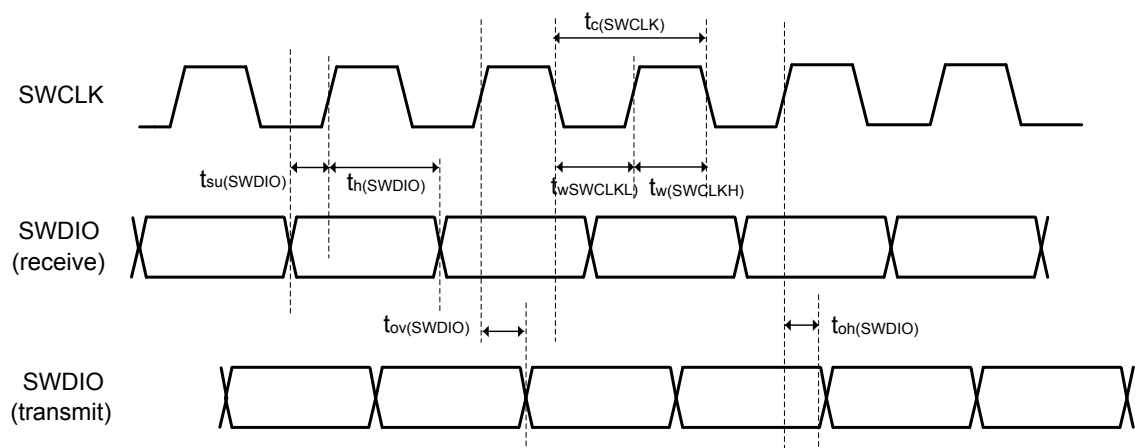 tc(SWCLK)
SWCLK
tsu(SWDIO)
th(SWDIO)
twSWCLKL)
tw(SWCLKH)
SWDIO
(receive)
tov(SWDIO)
toh(SWDIO)
SWDIO
(transmit)